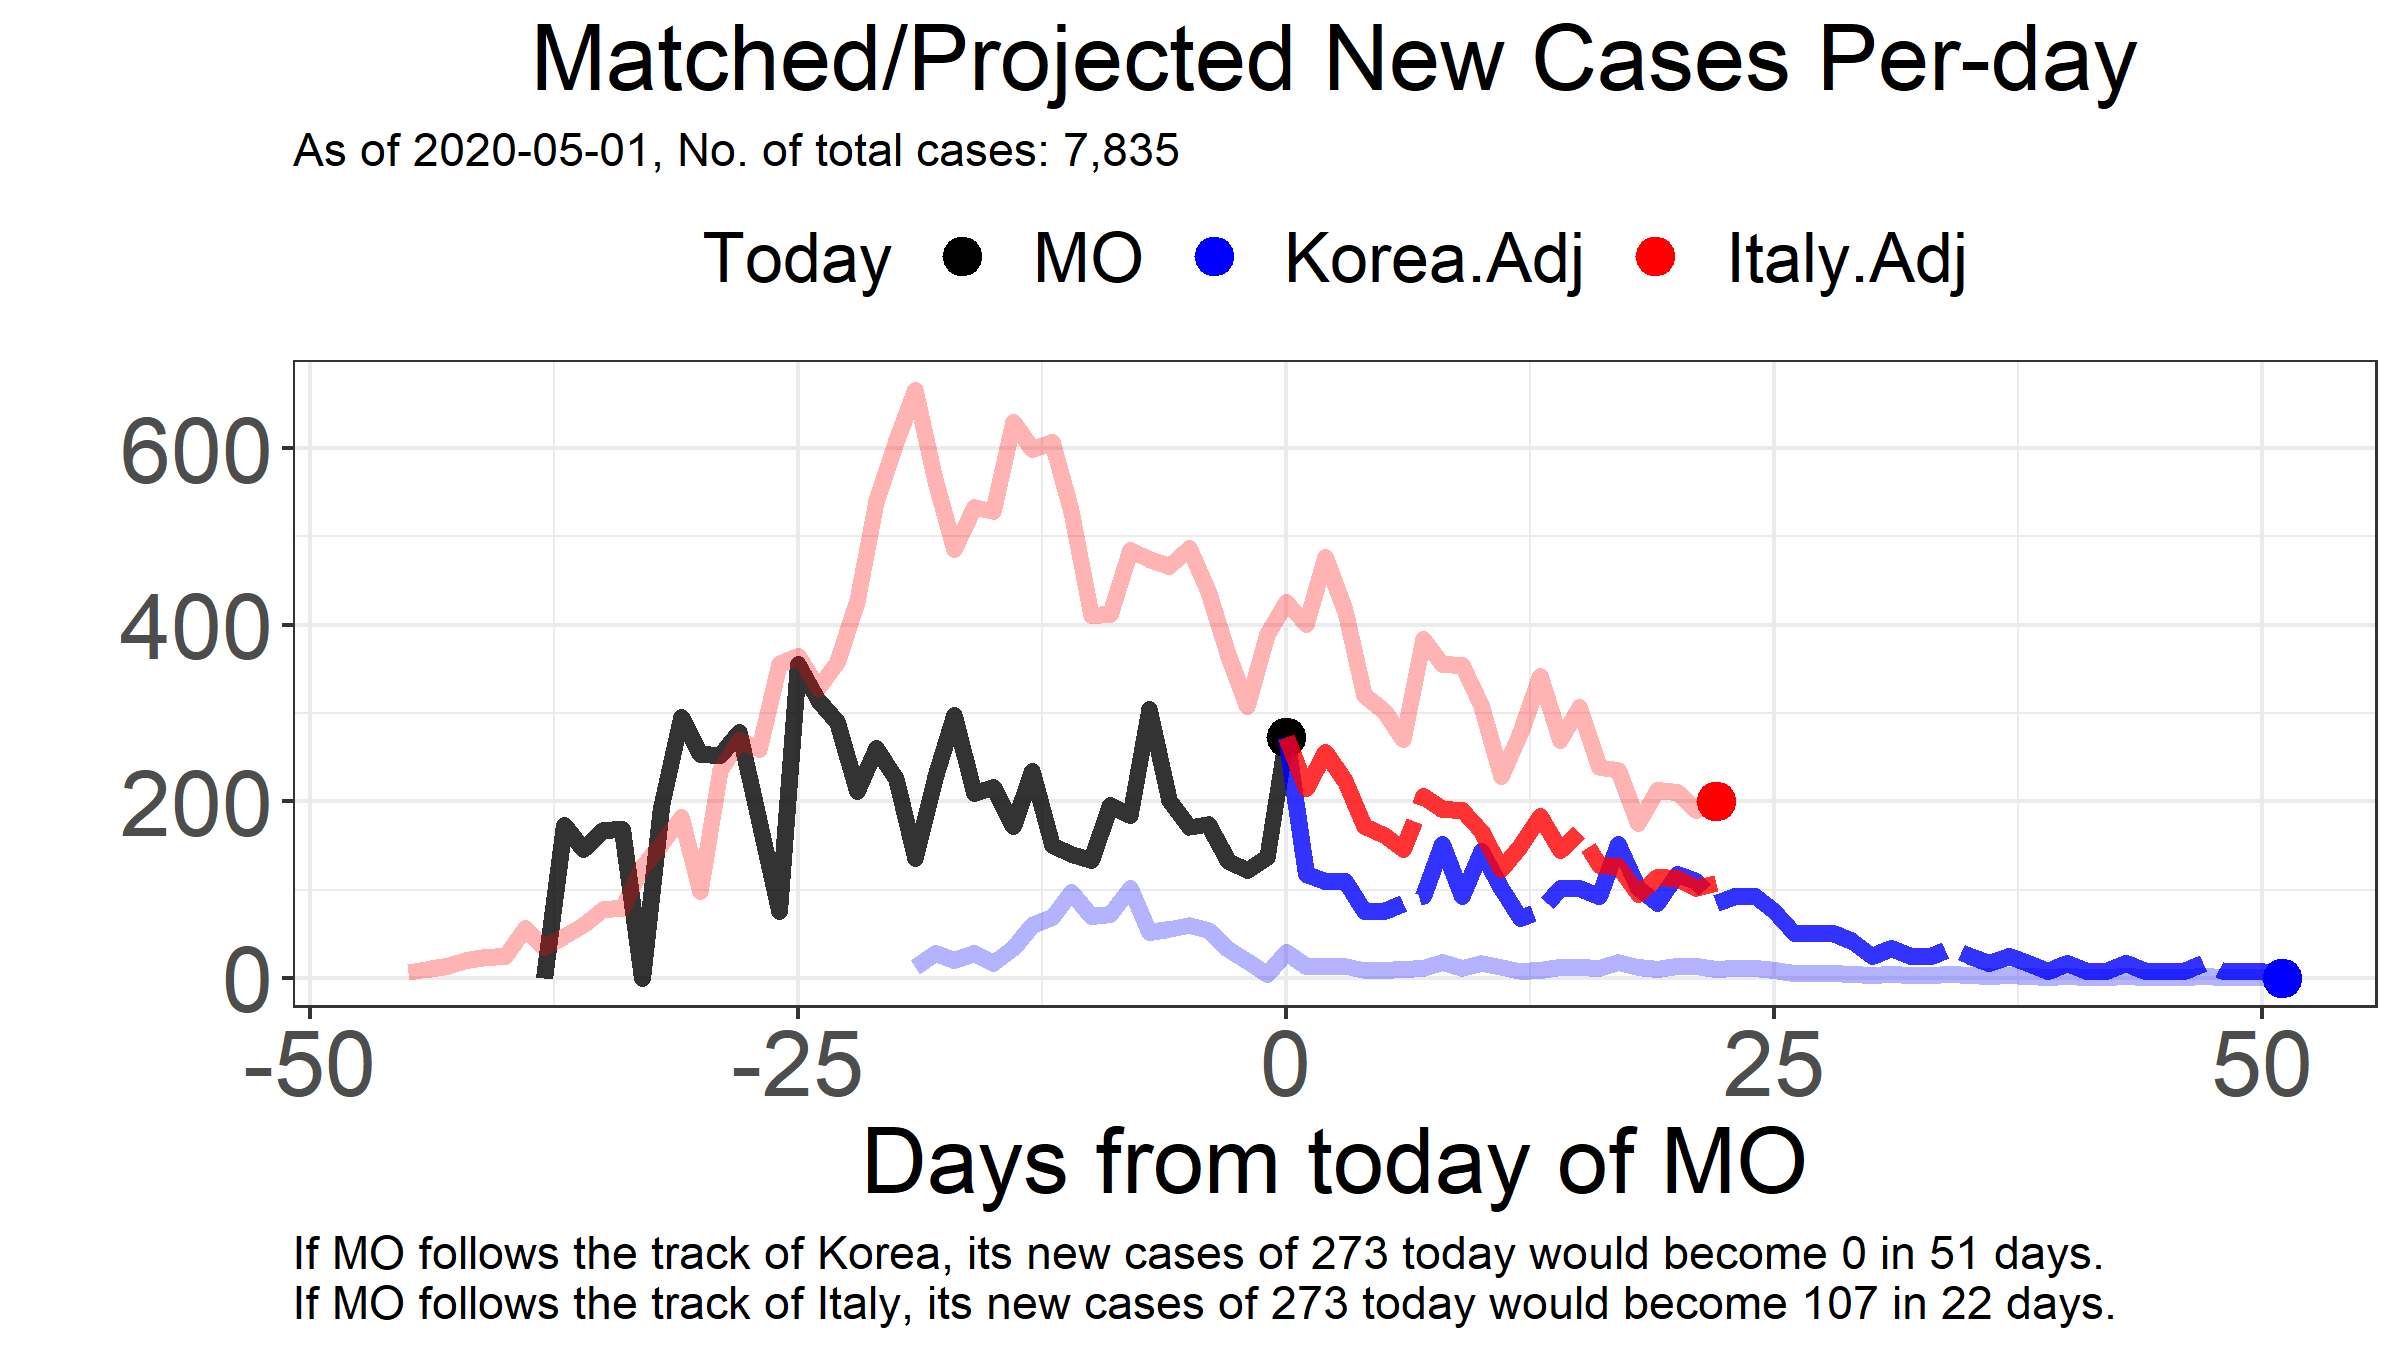 Matched/Projected New Cases Per-day
As of 2020-05-01, No. of total cases: 7,835
Today MO Korea.Adj Italy.Adj
600
400
200
0
-50 -25 0 25 50
Days from today of MO
If MO follows the track of Korea, its new cases of 273 today would become 0 in 51 days.
If MO follows the track of Italy, its new cases of 273 today would become 107 in 22 days.